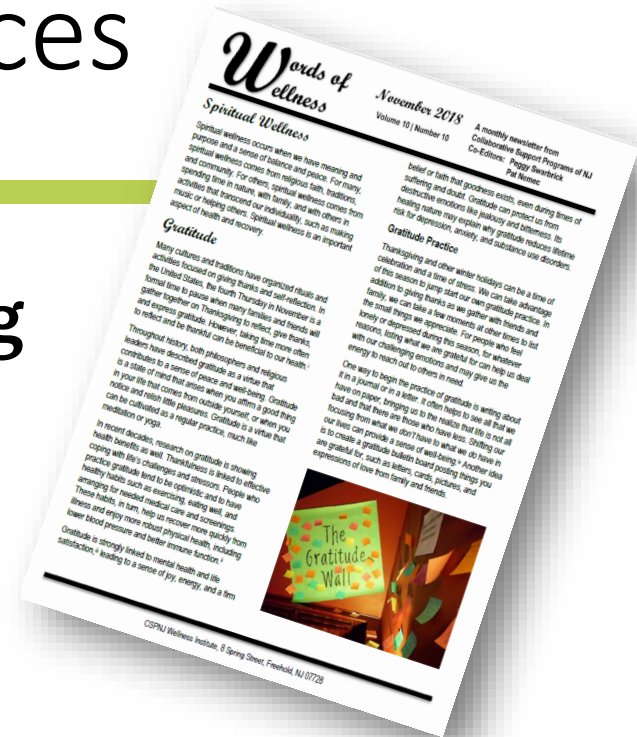 ces
g
Words of
Wellness
November 2018
Volume 10 | Number 10
A monthly newsletter from
Collaborative Support Programs of NJ
Co-Editors: Peggy Swarbrick
Pat Nemec
Spiritual Wellness
Spiritual wellness occurs when we have meaning and
purpose and a sense of balance and peace. For many,
spiritual wellness comes from religious faith, traditions,
and community. For others, spiritual wellness comes from
spending time in nature, with family, and with others in
activities that transcend our individuality, such as making
music or helping others. Spiritual wellness is an important
aspect of health and recovery.
Gratitude
Many cultures and traditions have organized rituals and
activities focused on giving thanks and self-reflection. In
the United States, the fourth Thursday in November is a
formal time to pause when many families and friends will
gather together on Thanksgiving to reflect, give thanks,
and express gratitude. However, taking time more often
to reflect and be thankful can be beneficial to our health.
Throughout history, both philosophers and religious
leaders have described gratitude as a virtue that
contributes to a sense of peace and well-being. Gratitude
is a state of mind that arises when you affirm a good thing
in your life that comes from outside yourself, or when you
notice and relish little pleasures. Gratitude is a virtue that
can be cultivated as a regular practice, much like
meditation or yoga.
In recent decades, research on gratitude is showing
health benefits as well. Thankfulness is linked to effective
coping with life's challenges and stressors. People who
practice gratitude tend to be optimistic and to have
healthy habits such as exercising, eating well, and
arranging for needed medical care and screenings.
These habits, in turn, help us recover more quickly from
illness and enjoy more robust physical health, including
lower blood pressure and better immune function.
Gratitude is strongly linked to mental health and life
satisfaction, leading to a sense of joy, energy, and a firm
belief or faith that goodness exists, even during times of
suffering and doubt. Gratitude can protect us from
destructive emotions like jealousy and bitterness. Its
healing nature may explain why gratitude reduces lifetime
risk for depression, anxiety, and substance use disorders.
Gratitude Practice
Thanksgiving and other winter holidays can be a time of
celebration and a time of stress. We can take advantage
of this season to jump start our own gratitude practice. In
addition to giving thanks as we gather with friends and
family, we can take a few moments at other times to list
the small things we appreciate. For people who feel
lonely or depressed during this season, for whatever
reasons, listing what we are grateful for can help us deal
with our challenging emotions and may give us the
energy to reach out to others in need.
One way to begin the practice of gratitude is writing about
it in a journal or in a letter. It often helps to see all that we
have on paper, bringing us to the realize that life is not all
bad and that there are those who have less. Shifting our
focusing from what we don't have to what we do have in
our lives can provide a sense of well-being. Another idea
is to create a gratitude bulletin board posting things you
are grateful for, such as letters, cards, pictures, and
expressions of love from family and friends.
The
Gratitude
Wall
CSPNJ Wellness Institute, 8 Spring Street, Freehold, NJ 07728